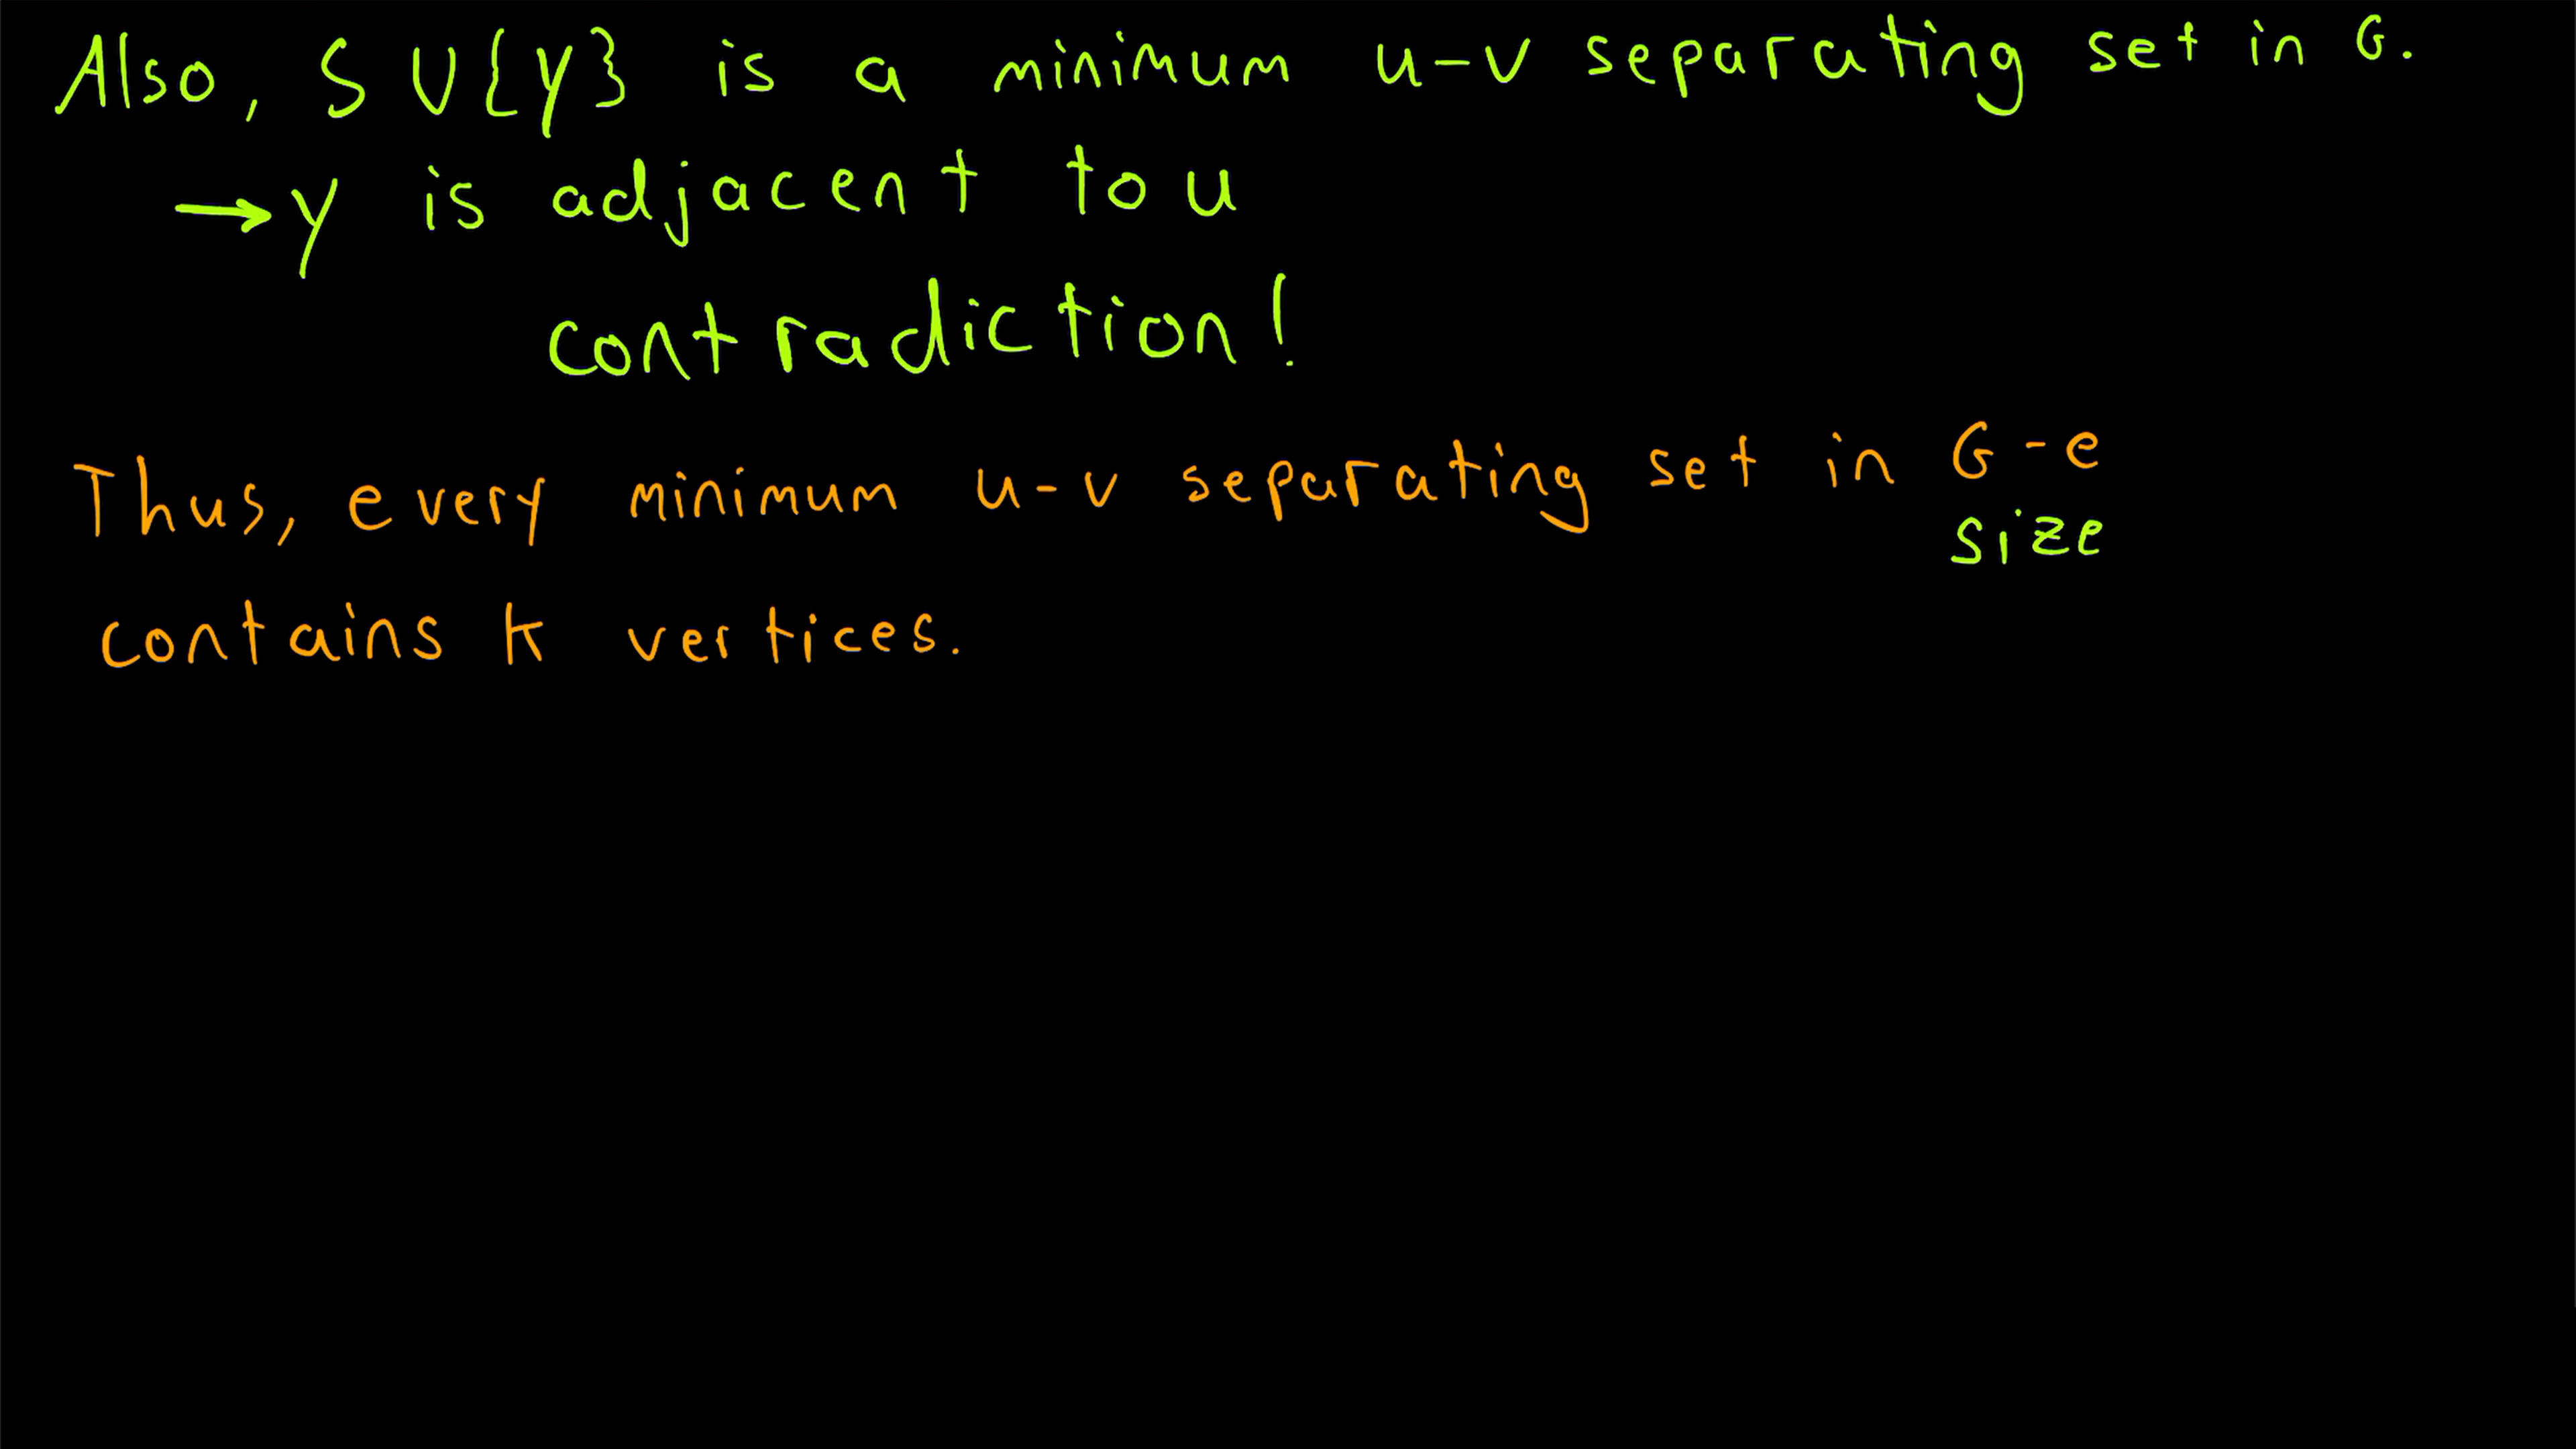 Also, S ∪ {y} is a minimum u-v separating set in G.
→ y is adjacent to u
contradiction!
Thus, every minimum u-v separating set in G-e
size
contains k vertices.